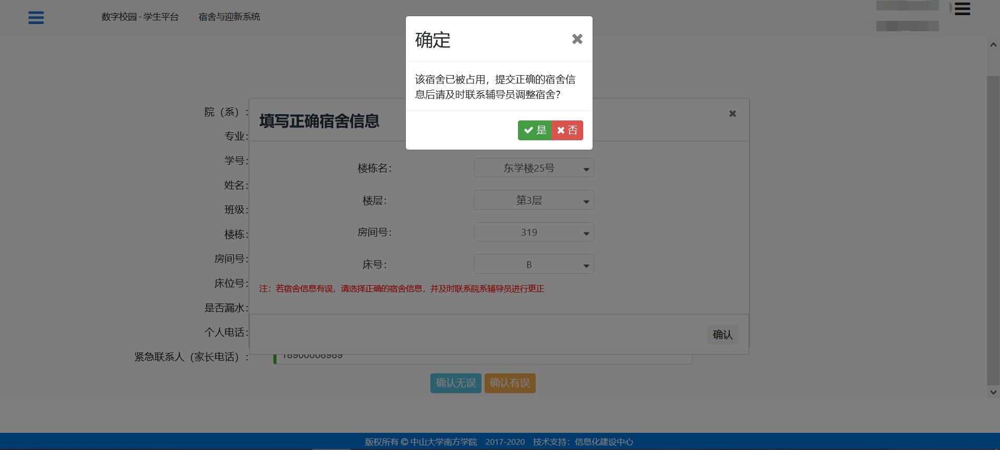 数字校园 - 学生平台
宿舍与迎新系统
确定
该宿舍已被占用，提交正确的宿舍信
息后请及时联系辅导员调整宿舍？
是
否
填写正确宿舍信息
楼栋名：
东学楼25号
楼层：
第3层
房间号：
319
床号：
B
注：若宿舍信息有误，请选择正确的宿舍信息，并及时联系院系辅导员进行更正
确认
院（系）：
专业：
学号：
姓名：
班级：
楼栋：
房间号：
床位号：
是否漏水：
个人电话：
紧急联系人（家长电话）：
18900008989
确认无误
确认有误
版权所有 © 中山大学南方学院 2017-2020 技术支持：信息化建设中心